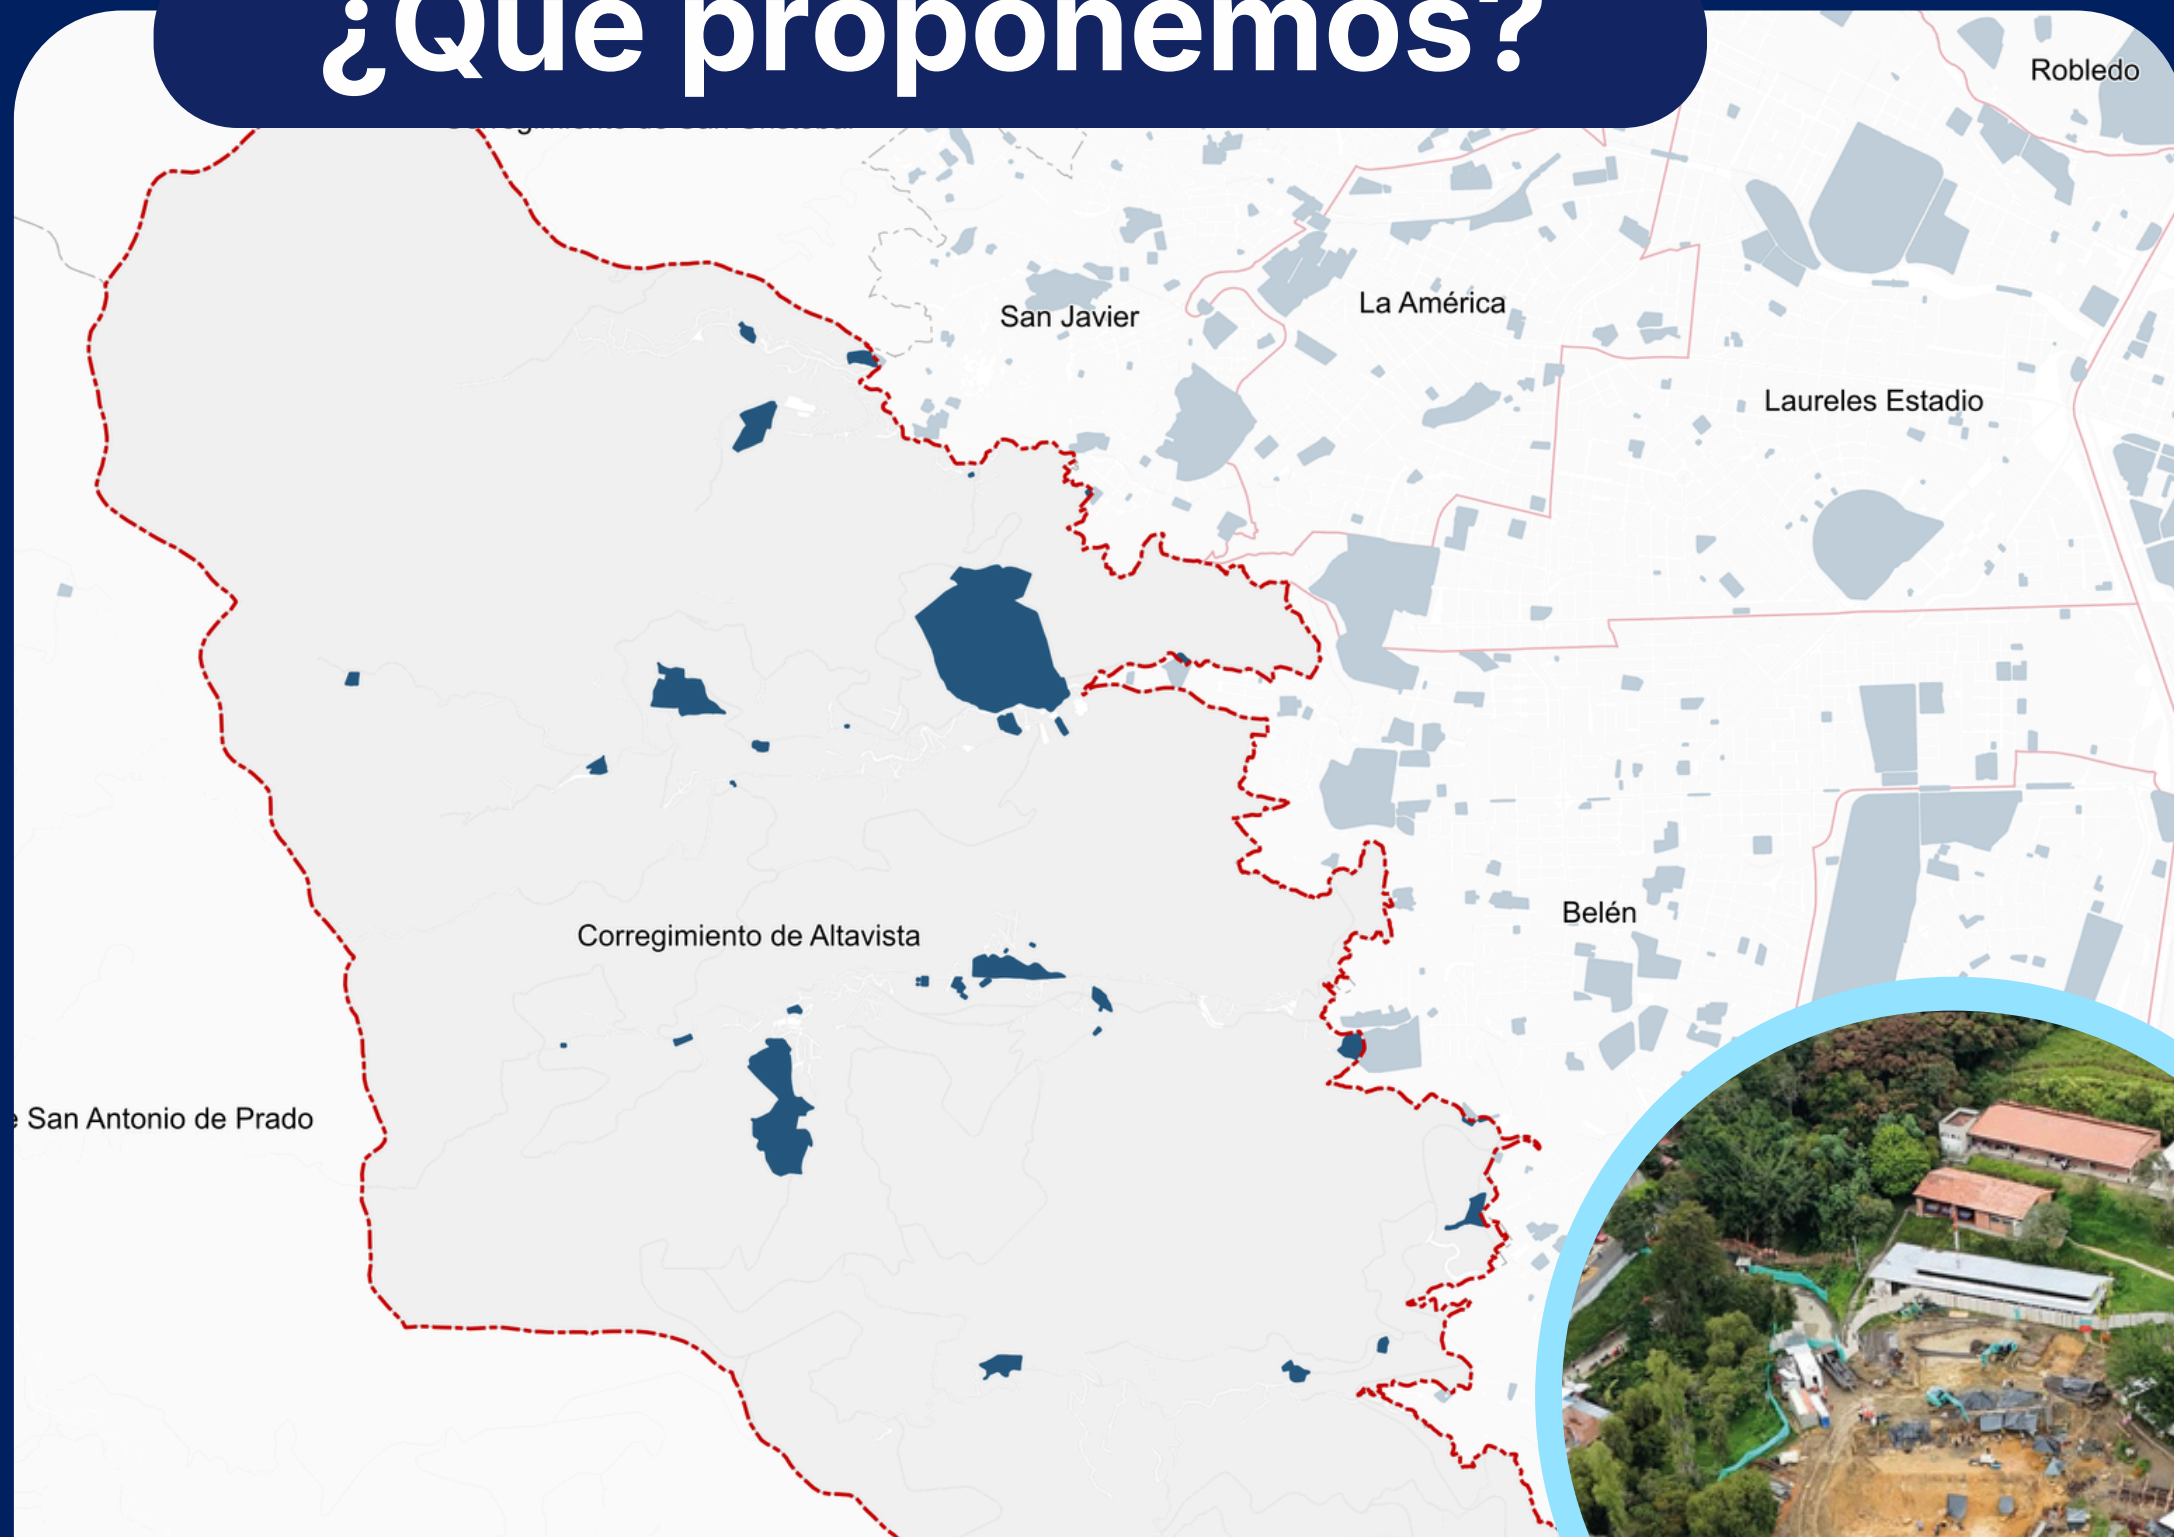 ¿Qué proponemos?
Robledo
San Javier
La América
Laureles Estadio
Belén
Corregimiento de Altavista
San Antonio de Prado